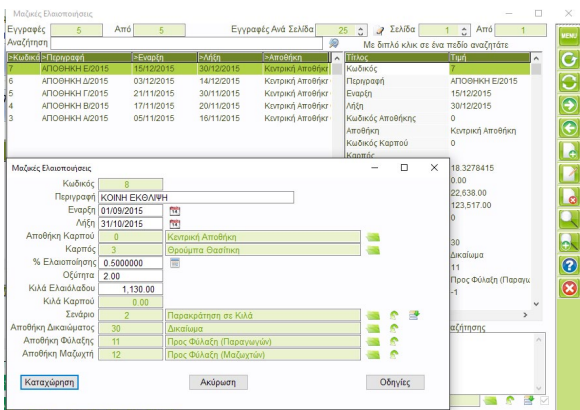 Μαζικές Ελαιοποιήσεις
Εγγραφές 5 Από 5 Εγγραφές Ανά Σελίδα 25 Σελίδα 1 Από 1
MENU
Αναζήτηση Με διπλό κλικ σε ένα πεδίο αναζητάτε
>Κωδικό >Περιγραφή >Εναρξη >Λήξη >Αποθήκη Τίτλος Τιμή
7 ΑΠΟΘΗΚΗ Ε/2015 15/12/2015 30/12/2015 Κεντρική Αποθήκη Κωδικός 7
6 ΑΠΟΘΗΚΗ Δ/2015 03/12/2015 14/12/2015 Κεντρική Αποθήκη Περιγραφή ΑΠΟΘΗΚΗ Ε/2015
5 ΑΠΟΘΗΚΗ Γ/2015 21/11/2015 30/11/2015 Κεντρική Αποθήκη Εναρξη 15/12/2015
4 ΑΠΟΘΗΚΗ Β/2015 17/11/2015 20/11/2015 Κεντρική Αποθήκη Λήξη 30/12/2015
3 ΑΠΟΘΗΚΗ Α/2015 05/11/2015 16/11/2015 Κεντρική Αποθήκη Κωδικός Αποθήκης 0
Αποθήκη Κεντρική Αποθήκη
Κωδικός Καρπού 0
Καρπός
18.3278415
0.00
22,638.00
123,517.00
0
30
Δικαίωμα
11
Προς Φύλαξη (Παραγω
-1
Μαζικές Ελαιοποιήσεις
Κωδικός 8
Περιγραφή ΚΟΙΝΗ ΕΚΘΛΙΨΗ
Εναρξη 01/09/2015
Λήξη 31/10/2015
Αποθήκη Καρπού 0 Κεντρική Αποθήκη
Καρπός 3 Θρούμπα Θασίτικη
% Ελαιοποίησης 0.5000000
Οξύτητα 2.00
Κιλά Ελαιόλαδου 1,130.00
Κιλά Καρπού 0.00
Σενάριο 2 Παρακράτηση σε Κιλά
Αποθήκη Δικαιώματος 30 Δικαίωμα
Αποθήκη Φύλαξης 11 Προς Φύλαξη (Παραγωγών)
Αποθήκη Μαζωχτή 12 Προς Φύλαξη (Μαζωχτών)
Καταχώρηση Ακύρωση Οδηγίες
αζήτησης